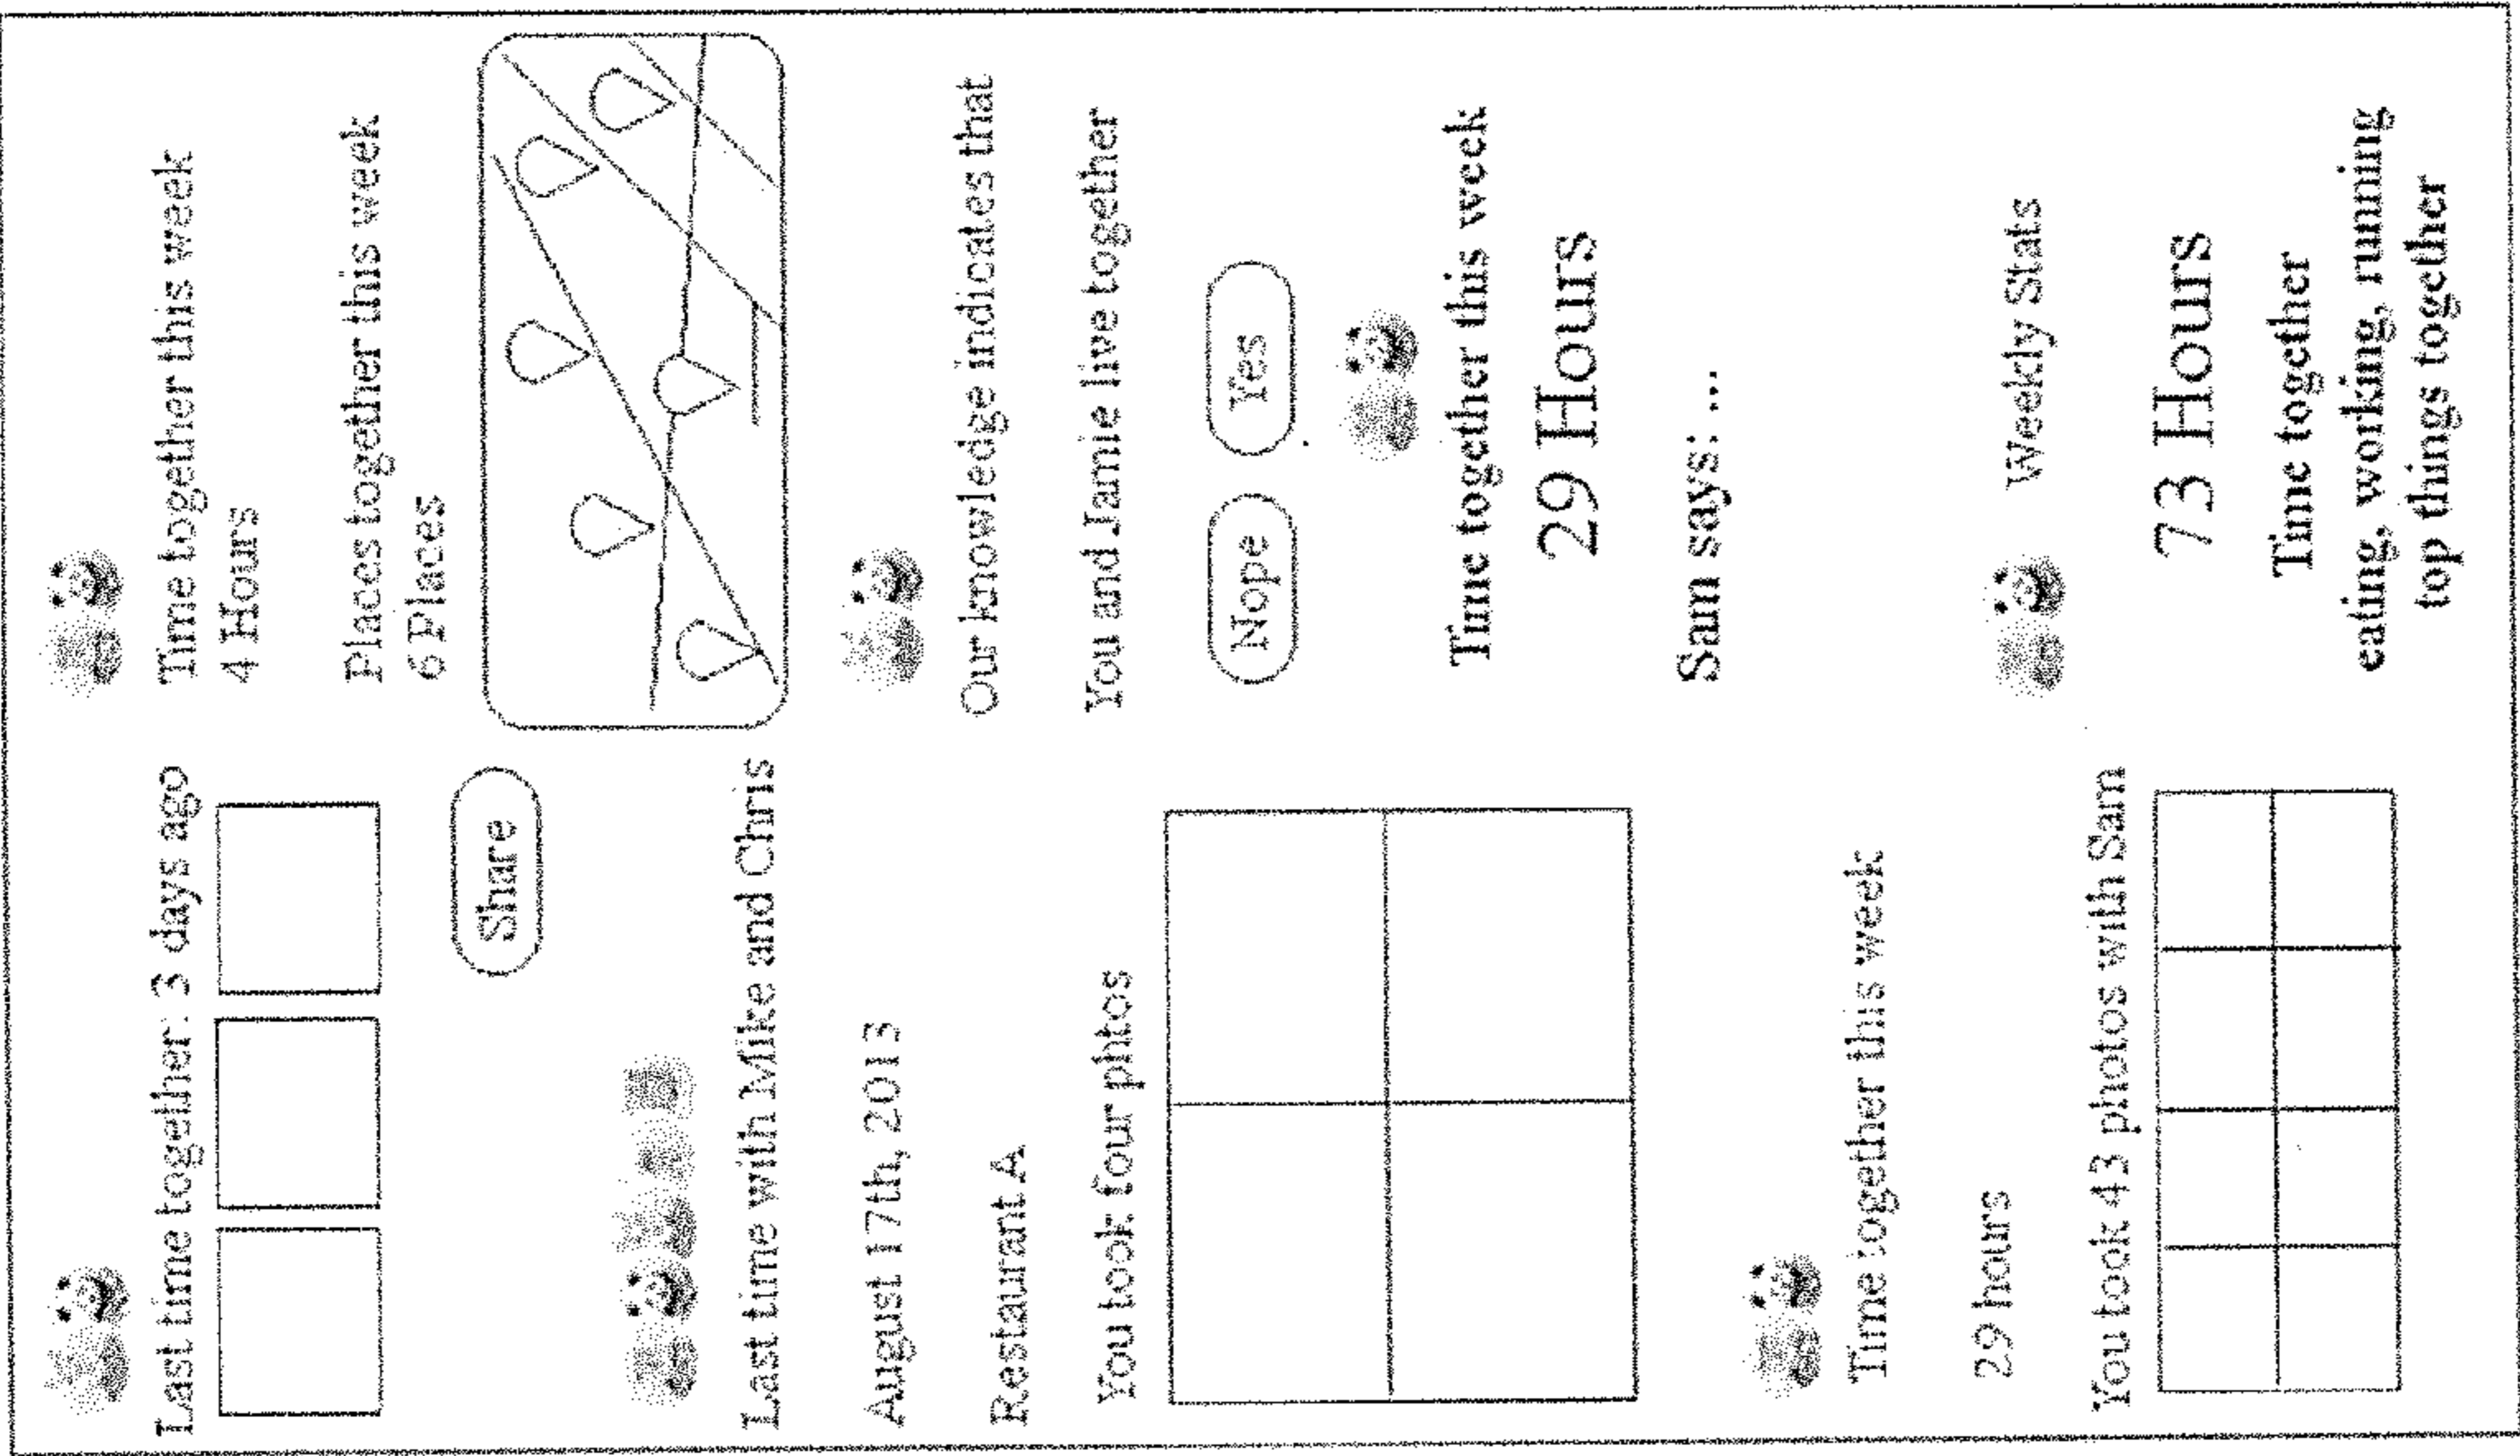 Last time together: 3 days ago
Share
Last time with Mike and Chris
August 17th, 2013
Restaurant A
You took four phtos
Time together this week
29 hours
You took 43 photos with Sam
Time together this week
4 Hours
Places together this week
6 Places
Our knowledge indicates that
You and Jamie live together
Nope
Yes
Time together this week
29 Hours
Sam says: ...
Weekly Stats
73 Hours
Time together
eating, working, running
top things together